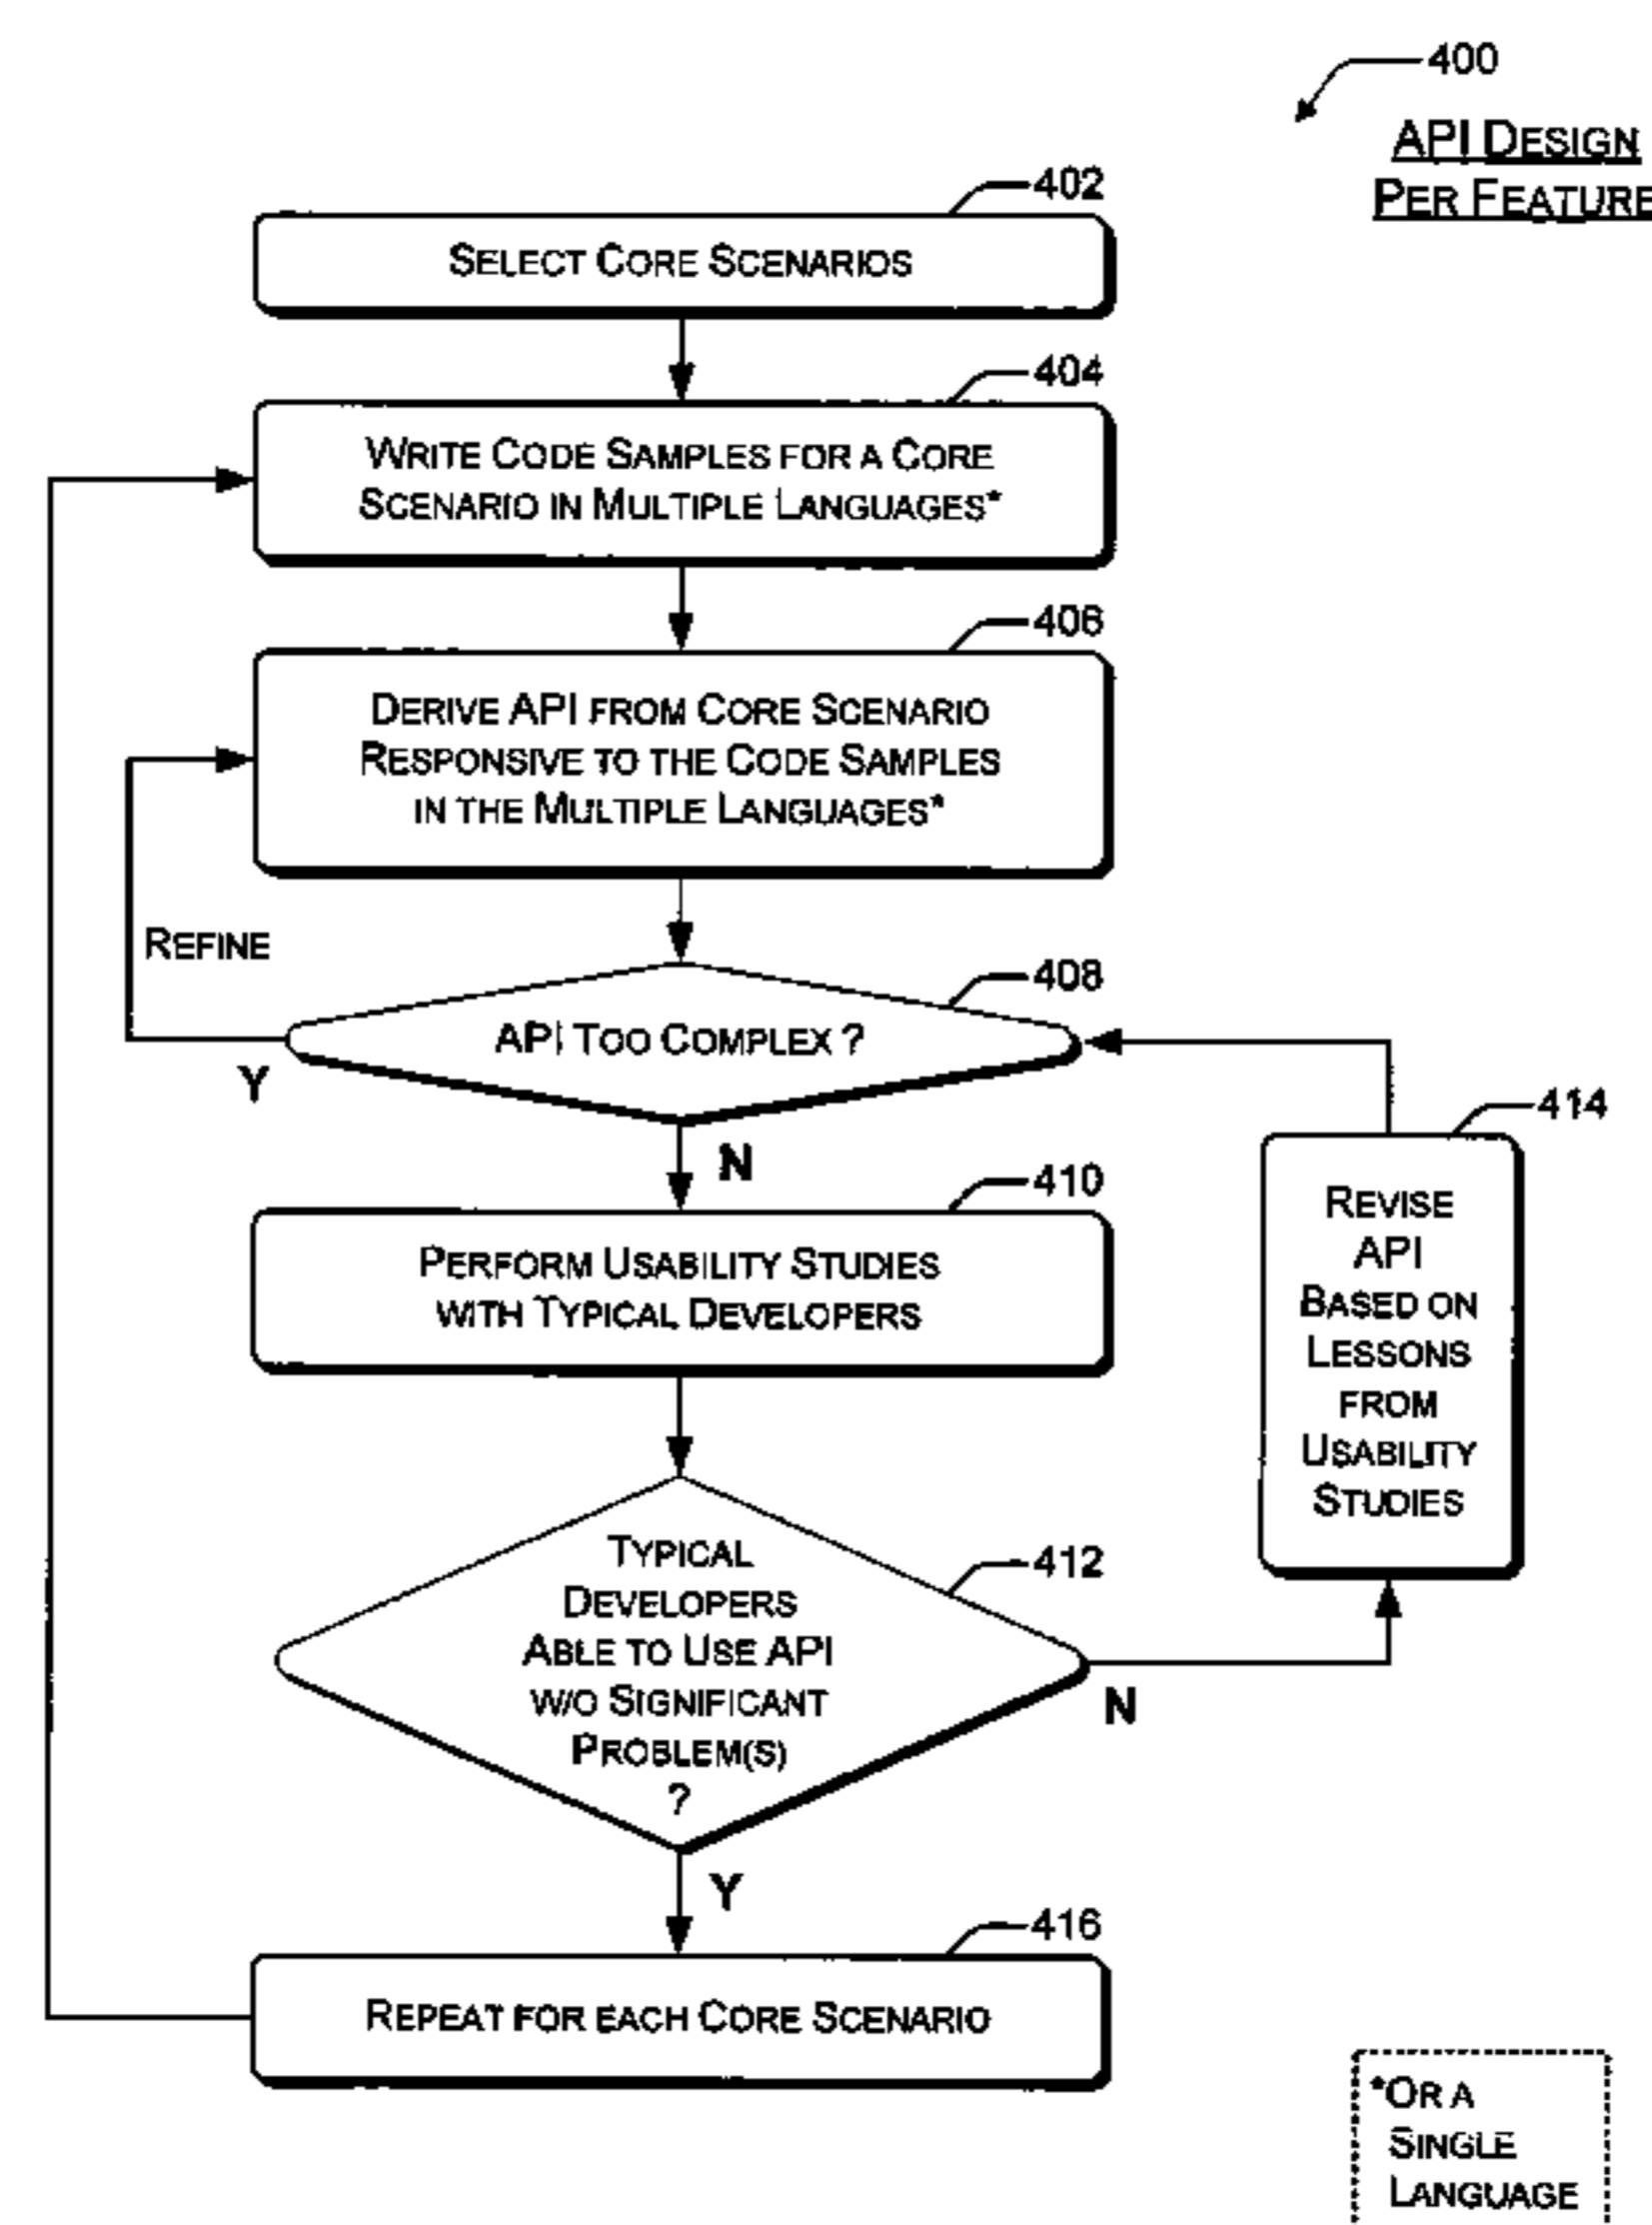 400
API DESIGN
PER FEATURE
402
SELECT CORE SCENARIOS
404
WRITE CODE SAMPLES FOR A CORE
SCENARIO IN MULTIPLE LANGUAGES*
406
DERIVE API FROM CORE SCENARIO
RESPONSIVE TO THE CODE SAMPLES
IN THE MULTIPLE LANGUAGES*
REFINE
408
API TOO COMPLEX ?
Y
N
410
PERFORM USABILITY STUDIES
WITH TYPICAL DEVELOPERS
414
REVISE
API
BASED ON
LESSONS
FROM
USABILITY
STUDIES
412
TYPICAL
DEVELOPERS
ABLE TO USE API
W/O SIGNIFICANT
PROBLEM(S)
?
N
Y
416
REPEAT FOR EACH CORE SCENARIO
*OR A
SINGLE
LANGUAGE